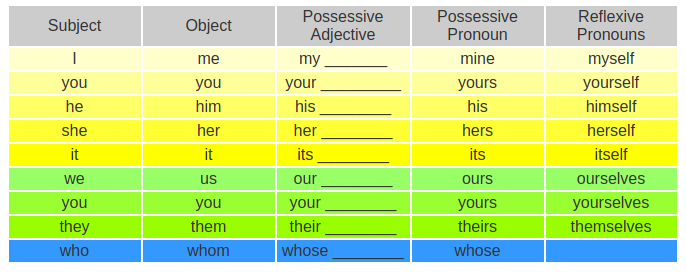 Subject Object Possessive Adjective Possessive Pronoun Reflexive Pronouns
I me my _______ mine myself
you you your _________ yours yourself
he him his ________ his himself
she her her ________ hers herself
it it its ________ its itself
we us our ________ ours ourselves
you you your ________ yours yourselves
they them their ________ theirs themselves
who whom whose ________ whose